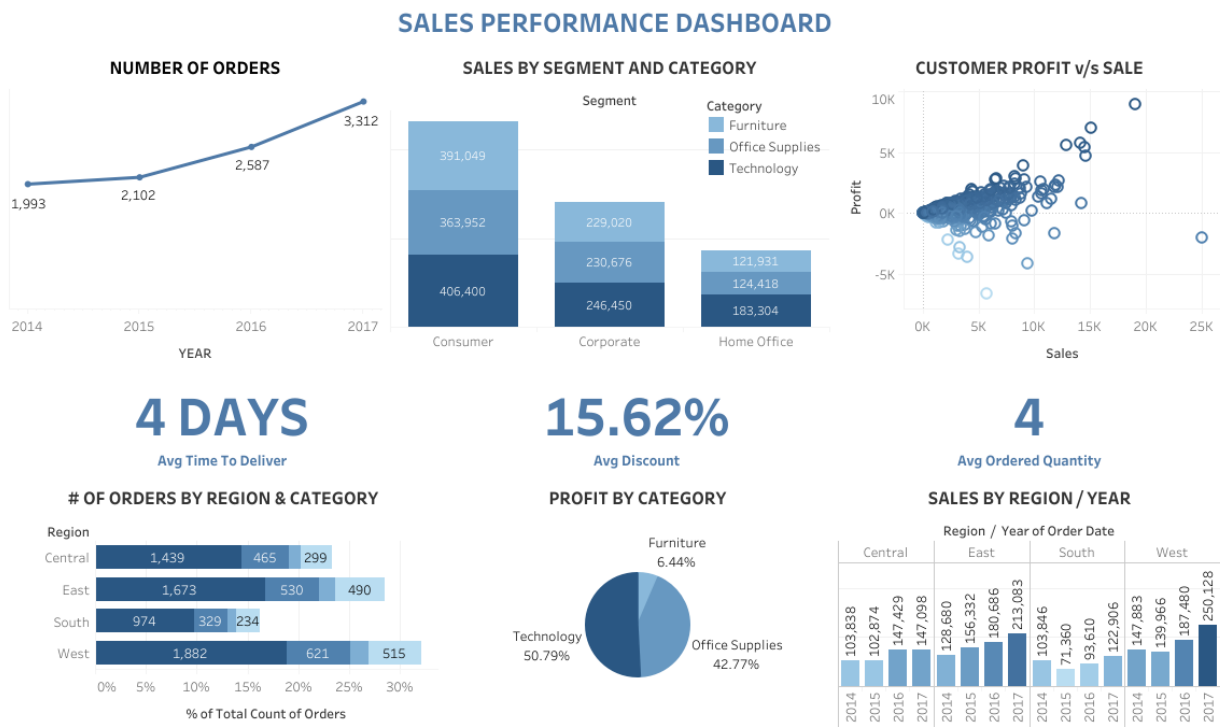 SALES PERFORMANCE DASHBOARD
NUMBER OF ORDERS
1,993
2,102
2,587
3,312
2014 2015 2016 2017
YEAR
SALES BY SEGMENT AND CATEGORY
Segment
Category
Furniture
Office Supplies
Technology
391,049
363,952
406,400
229,020
230,676
246,450
121,931
124,418
183,304
Consumer Corporate Home Office
CUSTOMER PROFIT v/s SALE
10K
5K
0K
-5K
Profit
0K 5K 10K 15K 20K 25K
Sales
4 DAYS
Avg Time To Deliver
15.62%
Avg Discount
4
Avg Ordered Quantity
# OF ORDERS BY REGION & CATEGORY
Region
Central 1,439 465 299
East 1,673 530 490
South 974 329 234
West 1,882 621 515
0% 5% 10% 15% 20% 25% 30%
% of Total Count of Orders
PROFIT BY CATEGORY
Furniture
6.44%
Technology
50.79%
Office Supplies
42.77%
SALES BY REGION / YEAR
Region / Year of Order Date
Central East South West
103,838 102,874 147,429 147,098 128,680 156,332 180,686 213,083 103,846 71,360 93,610 122,906 147,883 139,966 187,480 250,128
2014 2015 2016 2017 2014 2015 2016 2017 2014 2015 2016 2017 2014 2015 2016 2017